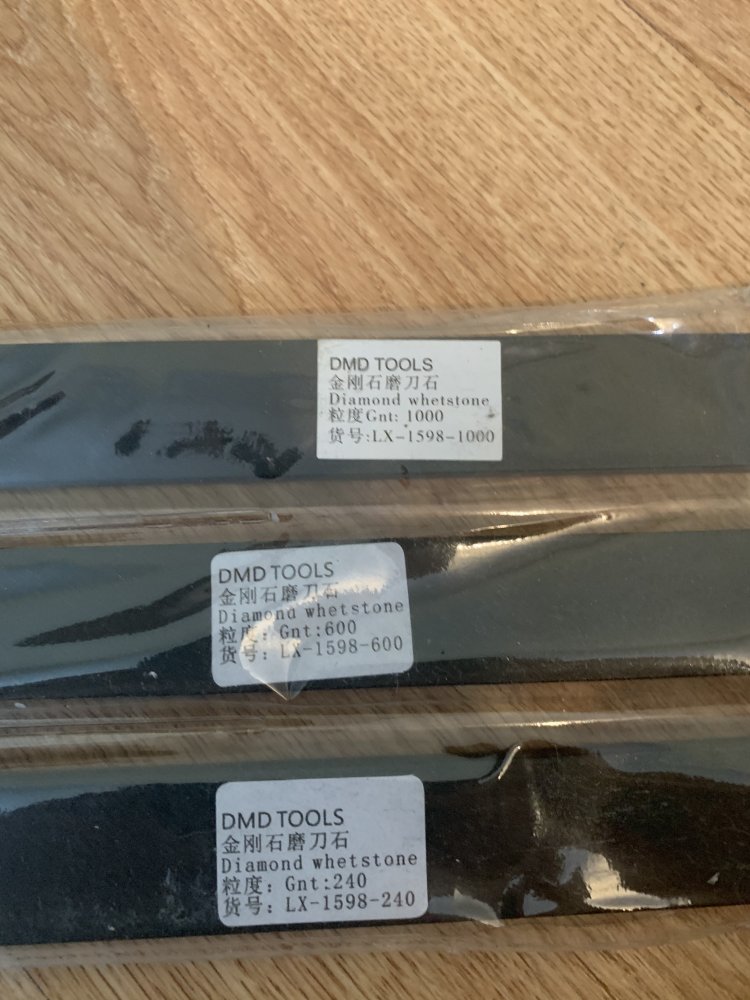 DMD TOOLS
金刚石磨刀石
Diamond whetstone
粒度Gnt: 1000
货号:LX-1598-1000
DMD TOOLS
金刚石磨刀石
Diamond whetstone
粒度: Gnt:600
货号: LX-1598-600
DMD TOOLS
金刚石磨刀石
Diamond whetstone
粒度: Gnt:240
货号: LX-1598-240